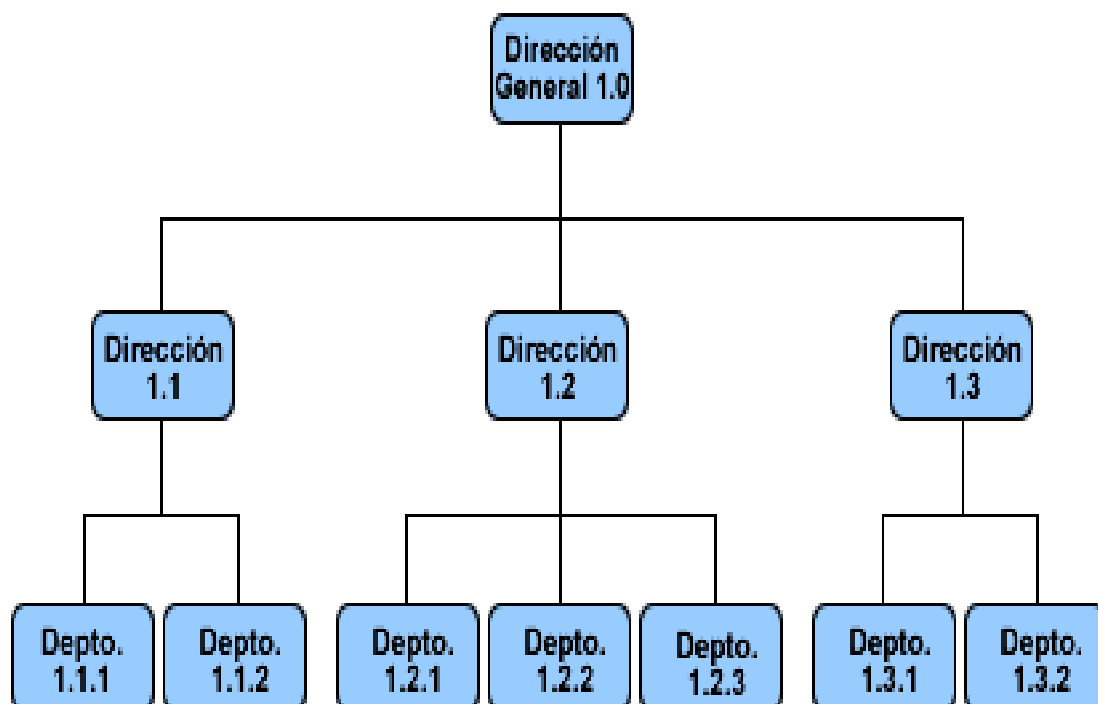 Dirección
General 1.0
Dirección
1.1
Dirección
1.2
Dirección
1.3
Depto.
1.1.1
Depto.
1.1.2
Depto.
1.2.1
Depto.
1.2.2
Depto.
1.2.3
Depto.
1.3.1
Depto.
1.3.2